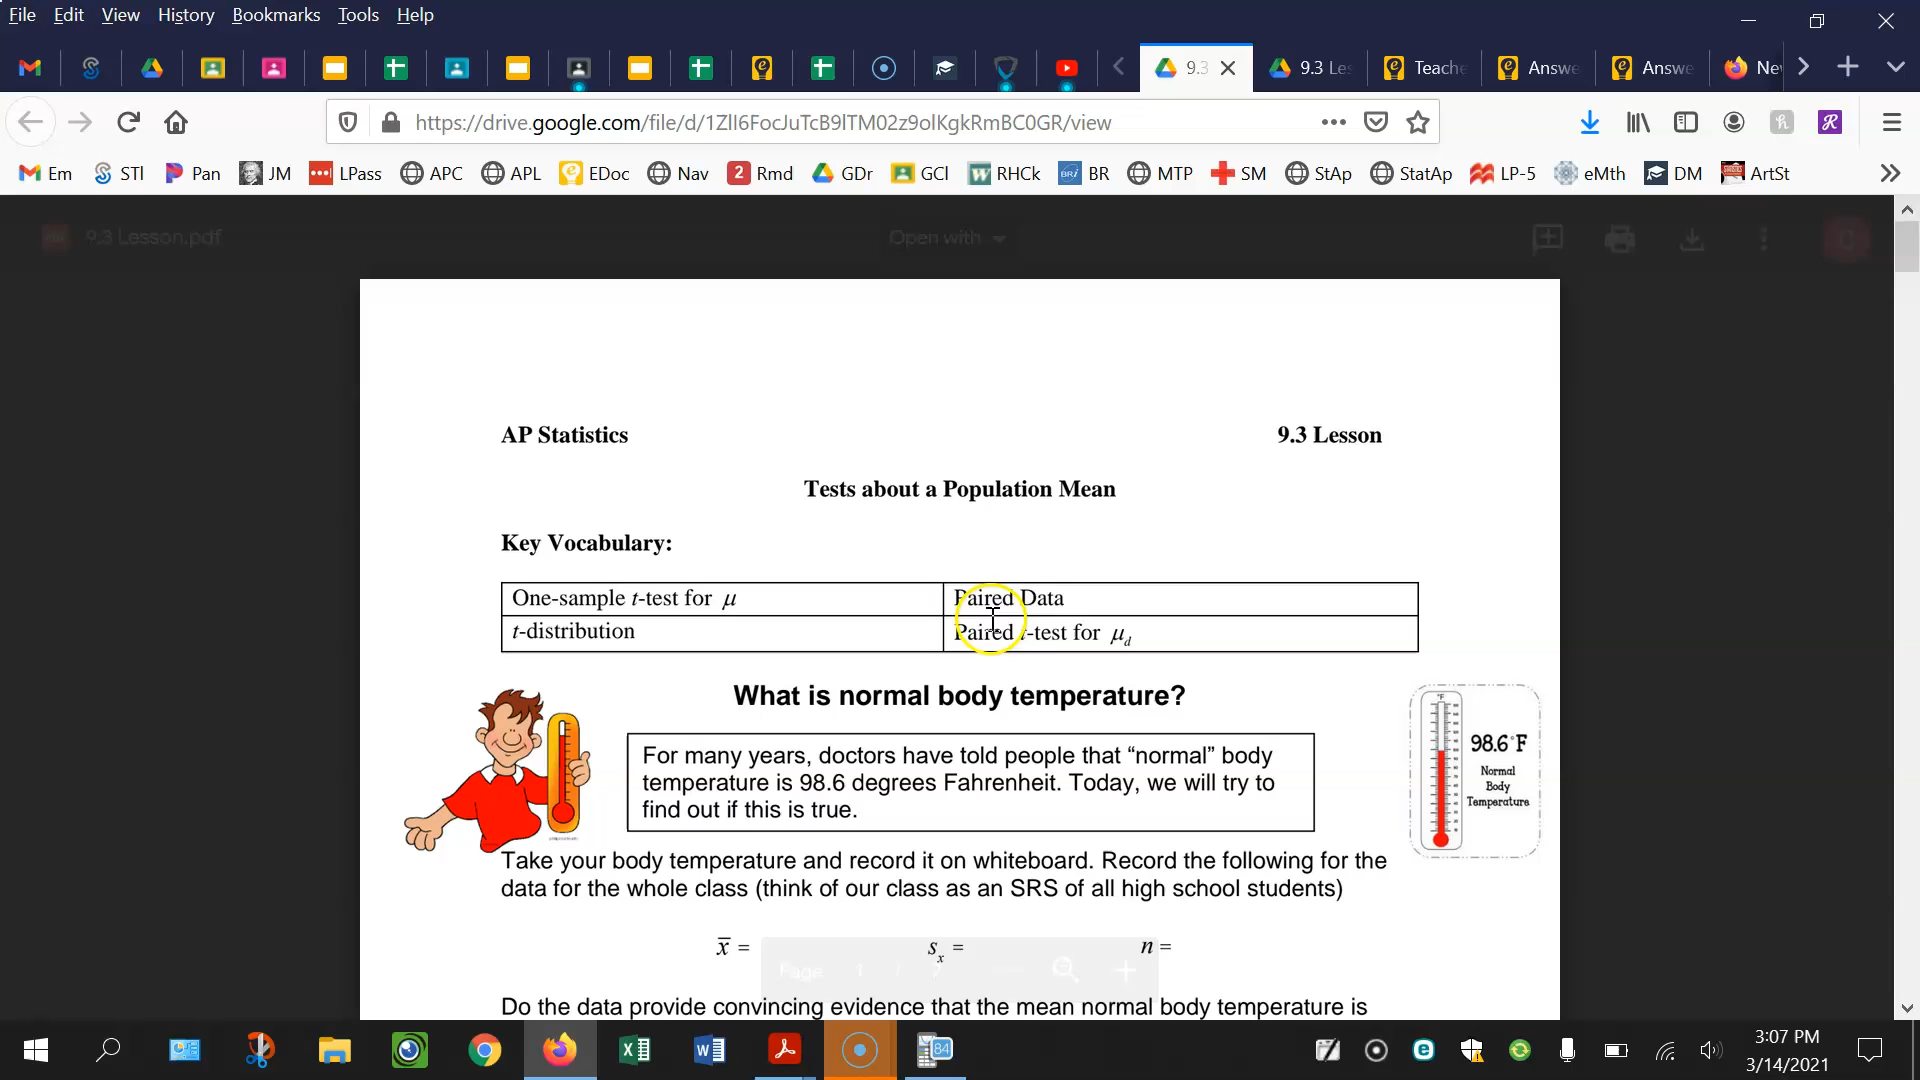 File Edit View History Bookmarks Tools Help
9.3 9.3 Les Teache Answe Answe Ne
https://drive.google.com/file/d/1ZlI6FocJuTcB9lTM02z9olKgkRmBC0GR/view
Em STl Pan JM LPass APC APL EDoc Nav 2 Rmd GDr GCl RHCk BR MTP SM StAp StatAp LP-5 eMth DM ArtSt
9.3 Lesson.pdf Open with
AP Statistics 9.3 Lesson
Tests about a Population Mean
Key Vocabulary:
One-sample t-test for μ Paired Data
t-distribution Paired t-test for μd
What is normal body temperature?
For many years, doctors have told people that “normal” body
temperature is 98.6 degrees Fahrenheit. Today, we will try to
find out if this is true.
98.6°F
Normal
Body
Temperature
Take your body temperature and record it on whiteboard. Record the following for the
data for the whole class (think of our class as an SRS of all high school students)
x̄ = sx = n =
Page 1 /
Do the data provide convincing evidence that the mean normal body temperature is
84
3:07 PM
3/14/2021